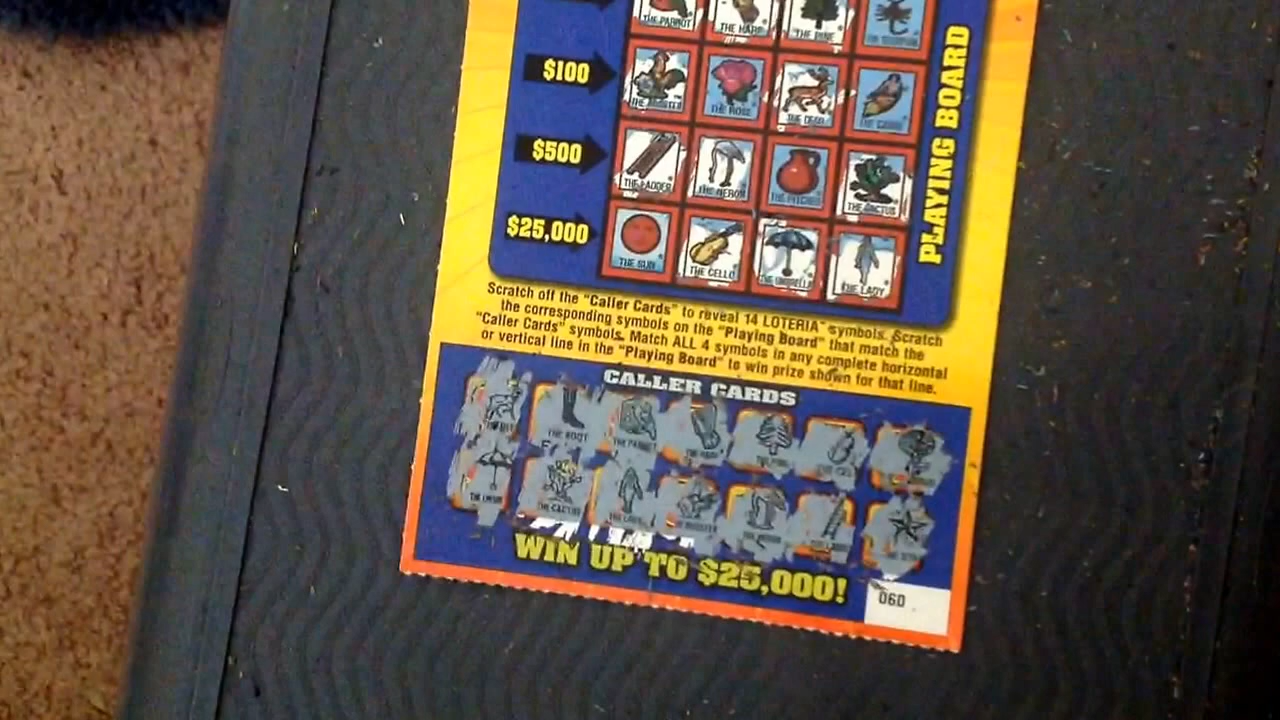 THE PARROT THE HARP THE PINE
$100
THE ROOSTER THE ROSE THE DEER
$500
THE LADDER THE HERON THE PITCHER THE CACTUS
$25,000
THE SUN THE CELLO THE UMBRELLA THE LADY
PLAYING BOARD
Scratch off the "Caller Cards" to reveal 14 LOTERIA™ symbols. Scratch
the corresponding symbols on the "Playing Board" that match the
"Caller Cards" symbols. Match ALL 4 symbols in any complete horizontal
or vertical line in the "Playing Board" to win prize shown for that line.
CALLER CARDS
THE BOOT THE PARROT THE PINE
THE CACTUS THE LADY ROOSTER THE HERON THE STAR
WIN UP TO $25,000!
060